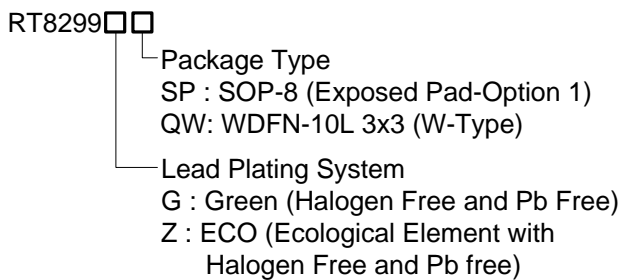 RT8299□□
Package Type
SP : SOP-8 (Exposed Pad-Option 1)
QW: WDFN-10L 3x3 (W-Type)
Lead Plating System
G : Green (Halogen Free and Pb Free)
Z : ECO (Ecological Element with
Halogen Free and Pb free)